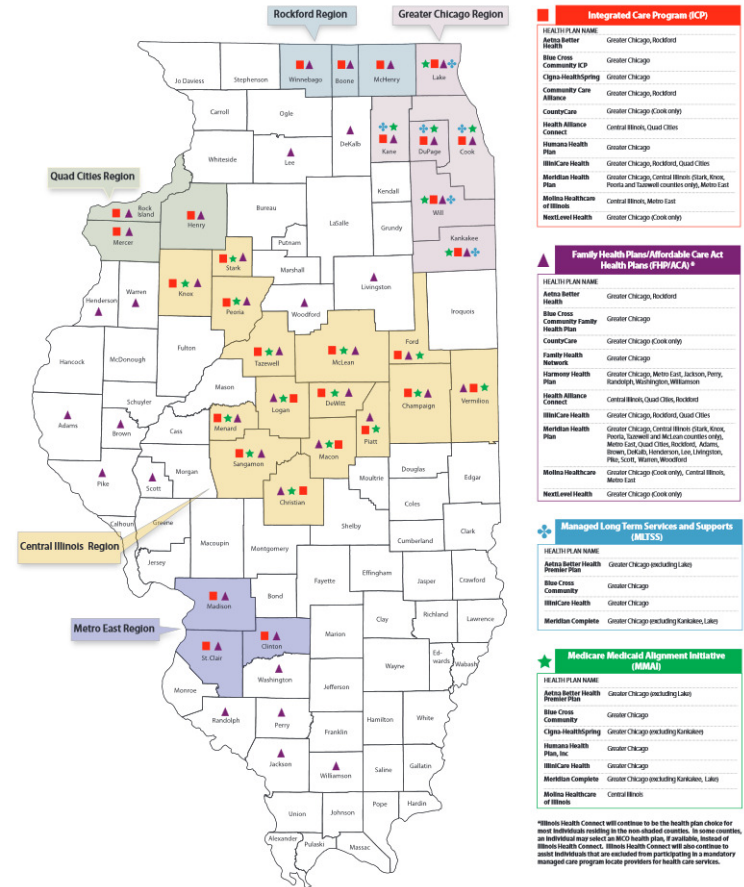 Rockford Region
Greater Chicago Region
Jo Daviess
Stephenson
Winnebago
Boone
McHenry
Lake
Carroll
Ogle
DeKalb
Kane
DuPage
Cook
Whiteside
Lee
Kendall
Will
Quad Cities Region
Rock
Island
Henry
Bureau
LaSalle
Grundy
Mercer
Putnam
Kankakee
Stark
Marshall
Knox
Peoria
Livingston
Henderson
Warren
Woodford
Iroquois
Ford
Fulton
Tazewell
McLean
Hancock
McDonough
Mason
Vermilion
Schuyler
Logan
DeWitt
Champaign
Adams
Brown
Cass
Menard
Piatt
Macon
Sangamon
Pike
Scott
Morgan
Christian
Moultrie
Douglas
Edgar
Coles
Calhoun
Greene
Shelby
Central Illinois Region
Macoupin
Montgomery
Cumberland
Clark
Jersey
Fayette
Effingham
Jasper
Crawford
Bond
Madison
Metro East Region
Clinton
Marion
Clay
Richland
Lawrence
St. Clair
Washington
Wayne
Ed-
wards
Wabash
Monroe
Jefferson
Randolph
Perry
Hamilton
White
Franklin
Jackson
Williamson
Saline
Gallatin
Union
Johnson
Pope
Hardin
Alexander
Pulaski
Massac
Integrated Care Program (ICP)
HEALTH PLAN NAME
Aetna Better Greater Chicago, Rockford
Health
Blue Cross Greater Chicago
Community ICP
Cigna-HealthSpring Greater Chicago
Community Care Greater Chicago, Rockford
Alliance
CountyCare Greater Chicago (Cook only)
Health Alliance Central Illinois, Quad Cities
Connect
Humana Health Greater Chicago
Plan
IlliniCare Health Greater Chicago, Rockford, Quad Cities
Meridian Health Greater Chicago, Central Illinois (Stark, Knox,
Plan Peoria and Tazewell counties only), Metro East
Molina Healthcare Central Illinois, Metro East
of Illinois
NextLevel Health Greater Chicago (Cook only)
Family Health Plans/Affordable Care Act
Health Plans (FHP/ACA) *
HEALTH PLAN NAME
Aetna Better Greater Chicago, Rockford
Health
Blue Cross Greater Chicago
Community Family
Health Plan
CountyCare Greater Chicago (Cook only)
Family Health Greater Chicago
Network
Harmony Health Greater Chicago, Metro East, Jackson, Perry,
Plan Randolph, Washington, Williamson
Health Alliance Central Illinois, Quad Cities, Rockford
Connect
IlliniCare Health Greater Chicago, Rockford, Quad Cities
Meridian Health Greater Chicago, Central Illinois (Stark, Knox,
Plan Peoria, Tazewell and McLean counties only),
Metro East, Quad Cities, Rockford, Adams,
Brown, DeKalb, Henderson, Lee, Livingston,
Pike, Scott, Warren, Woodford
Molina Healthcare Greater Chicago (Cook only), Central Illinois,
Metro East
NextLevel Health Greater Chicago (Cook only)
Managed Long Term Services and Supports
(MLTSS)
HEALTH PLAN NAME
Aetna Better Health Greater Chicago (excluding Lake)
Premier Plan
Blue Cross Greater Chicago
Community
IlliniCare Health Greater Chicago
Meridian Complete Greater Chicago (excluding Kankakee, Lake)
Medicare Medicaid Alignment Initiative
(MMAI)
HEALTH PLAN NAME
Aetna Better Health Greater Chicago (excluding Lake)
Premier Plan
Blue Cross Greater Chicago
Community
Cigna-HealthSpring Greater Chicago (excluding Kankakee)
Humana Health Greater Chicago
Plan, Inc
IlliniCare Health Greater Chicago
Meridian Complete Greater Chicago (excluding Kankakee, Lake)
Molina Healthcare Central Illinois
of Illinois
*Illinois Health Connect will continue to be the health plan choice for
most individuals residing in the non-shaded counties. In some counties,
an individual may select an MCO health plan, if available, instead of
Illinois Health Connect. Illinois Health Connect will also continue to
assist individuals that are excluded from participating in a mandatory
managed care program locate providers for health care services.